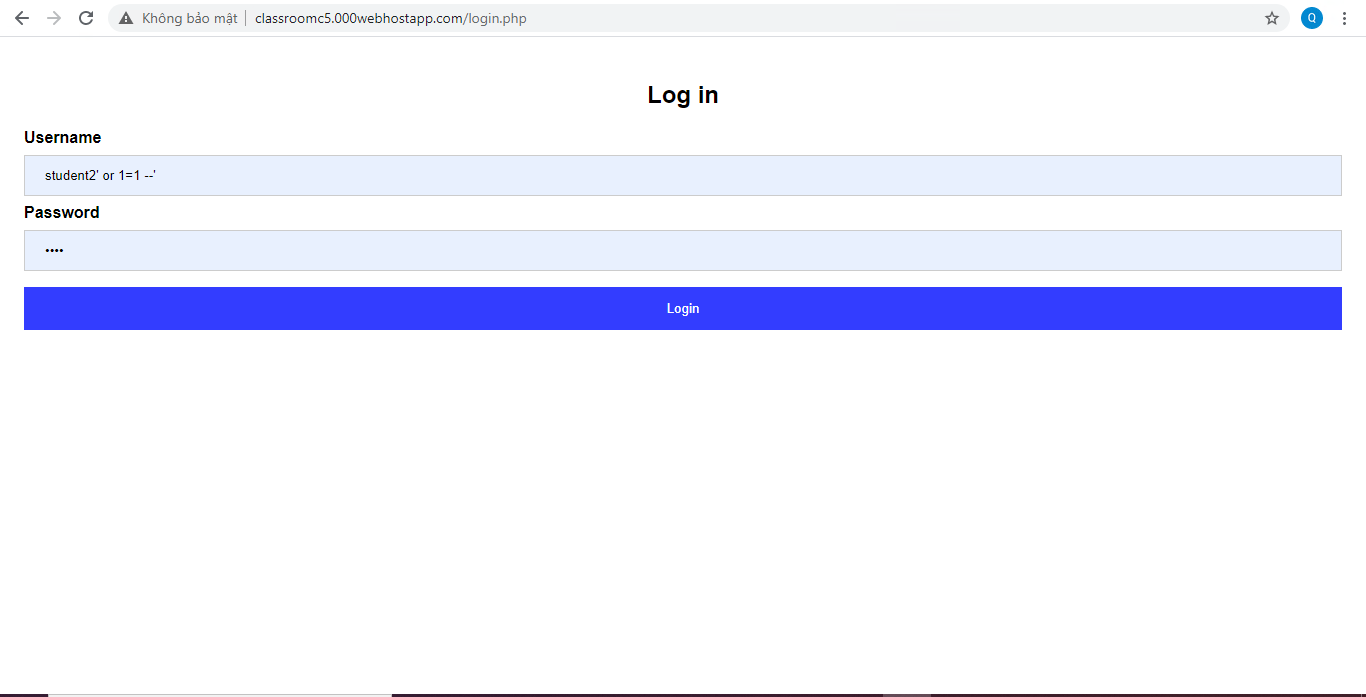 Không bảo mật classroomc5.000webhostapp.com/login.php Q
Log in
Username
student2' or 1=1 --'
Password
••••
Login